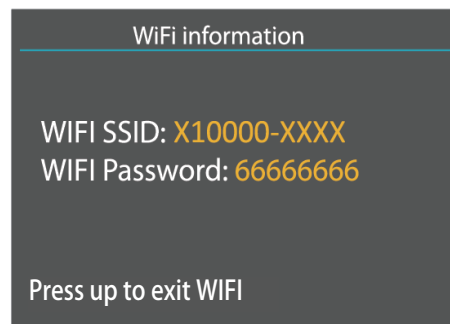 WiFi information
WIFI SSID: X10000-XXXX
WIFI Password: 66666666
Press up to exit WIFI